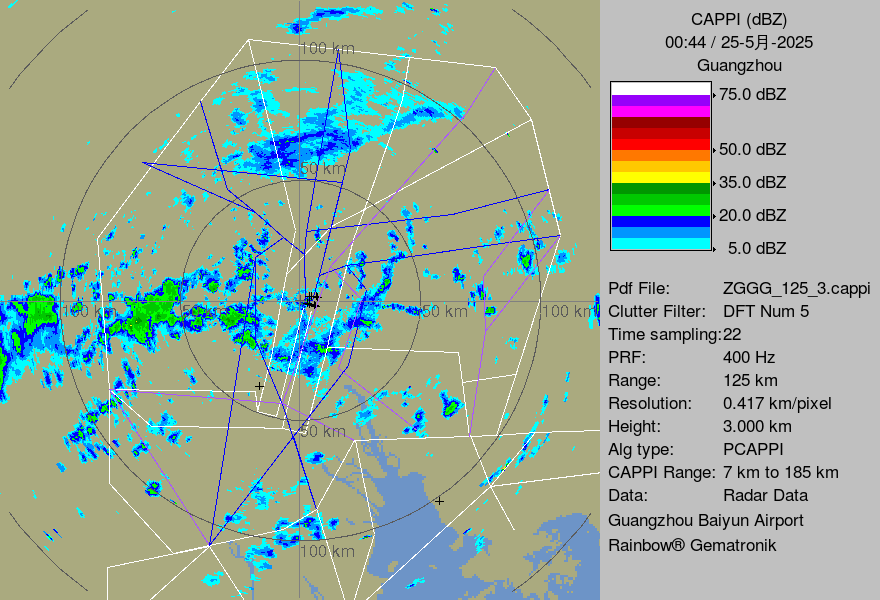 CAPPI (dBZ)
00:44 / 25-5月-2025
Guangzhou
75.0 dBZ
50.0 dBZ
35.0 dBZ
20.0 dBZ
5.0 dBZ
Pdf File: ZGGG_125_3.cappi
Clutter Filter: DFT Num 5
Time sampling:22
PRF: 400 Hz
Range: 125 km
Resolution: 0.417 km/pixel
Height: 3.000 km
Alg type: PCAPPI
CAPPI Range: 7 km to 185 km
Data: Radar Data
Guangzhou Baiyun Airport
Rainbow® Gematronik
100 km
50 km
100 km
50 km
50 km
100 km
50 km
100 km